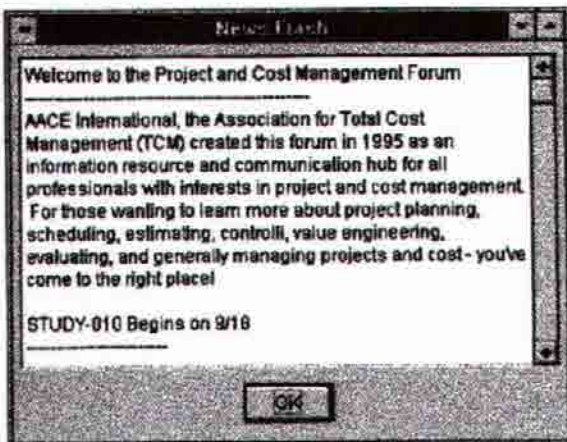 News Flash
Welcome to the Project and Cost Management Forum
AACE International, the Association for Total Cost
Management (TCM) created this forum in 1995 as an
information resource and communication hub for all
professionals with interests in project and cost management.
For those wanting to learn more about project planning,
scheduling, estimating, controlli, value engineering,
evaluating, and generally managing projects and cost - you've
come to the right place!
STUDY-010 Begins on 9/16
OK